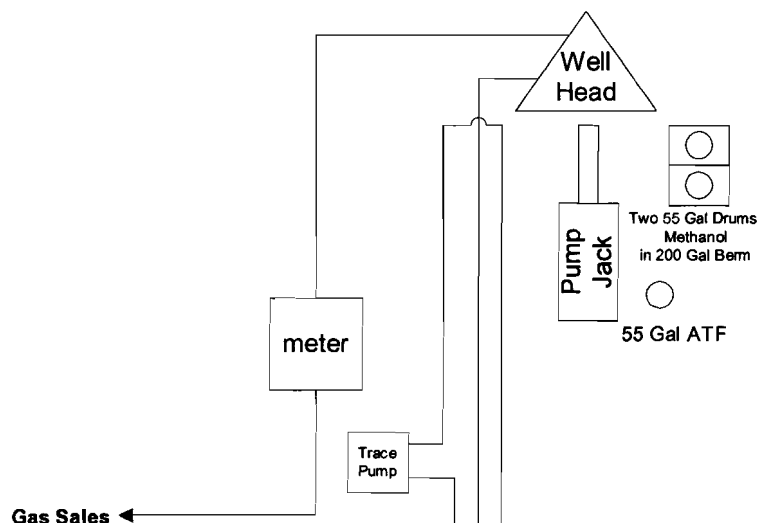 Well
Head
Two 55 Gal Drums
Methanol
in 200 Gal Berm
Pump
Jack
55 Gal ATF
meter
Trace
Pump
Gas Sales